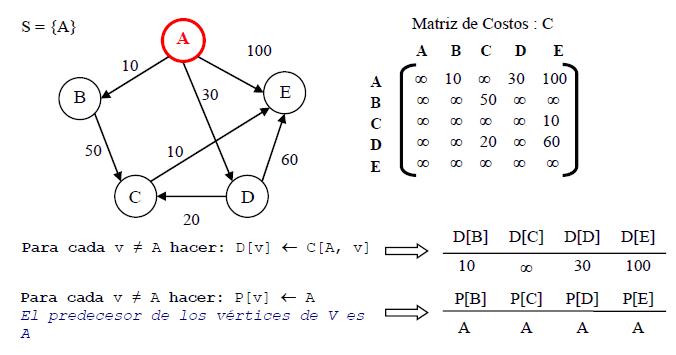 S = {A}
Matriz de Costos : C
A
10
100
30
B
E
50
10
60
C
D
20
A B C D E
A ∞ 10 ∞ 30 100
B ∞ ∞ 50 ∞ ∞
C ∞ ∞ ∞ ∞ 10
D ∞ ∞ 20 ∞ 60
E ∞ ∞ ∞ ∞ ∞
Para cada v ≠ A hacer: D[v] ← C[A, v]
D[B] D[C] D[D] D[E]
10 ∞ 30 100
Para cada v ≠ A hacer: P[v] ← A
El predecesor de los vértices de V es
A
P[B] P[C] P[D] P[E]
A A A A